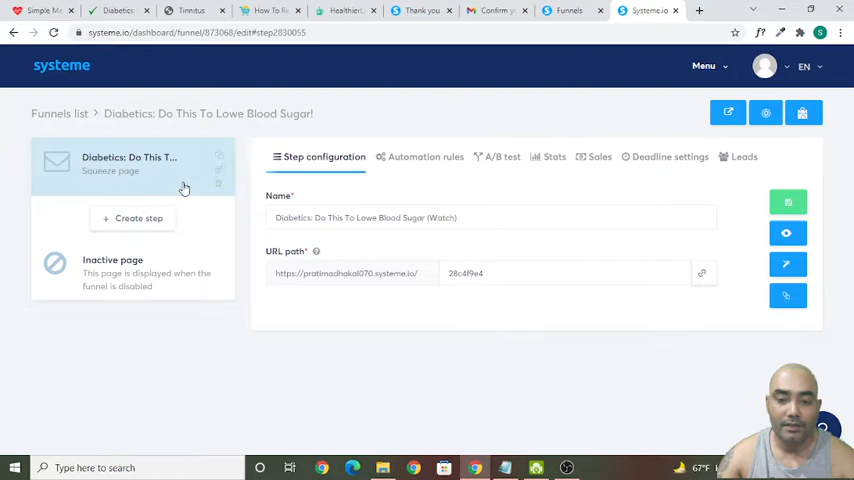 Simple Me
Diabetics:
Tinnitus
How To Re
Healthier
Thank you
Confirm y
Funnels
Systeme.io
systeme.io/dashboard/funnel/873068/edit#step2830055
systeme
Menu
EN
Funnels list > Diabetics: Do This To Lowe Blood Sugar!
Diabetics: Do This T...
Squeeze page
+ Create step
Inactive page
This page is displayed when the
funnel is disabled
Step configuration
Automation rules
A/B test
Stats
Sales
Deadline settings
Leads
Name*
Diabetics: Do This To Lowe Blood Sugar (Watch)
URL path*
https://pratimadhakal070.systeme.io/
28c4f9e4
Type here to search
67°F